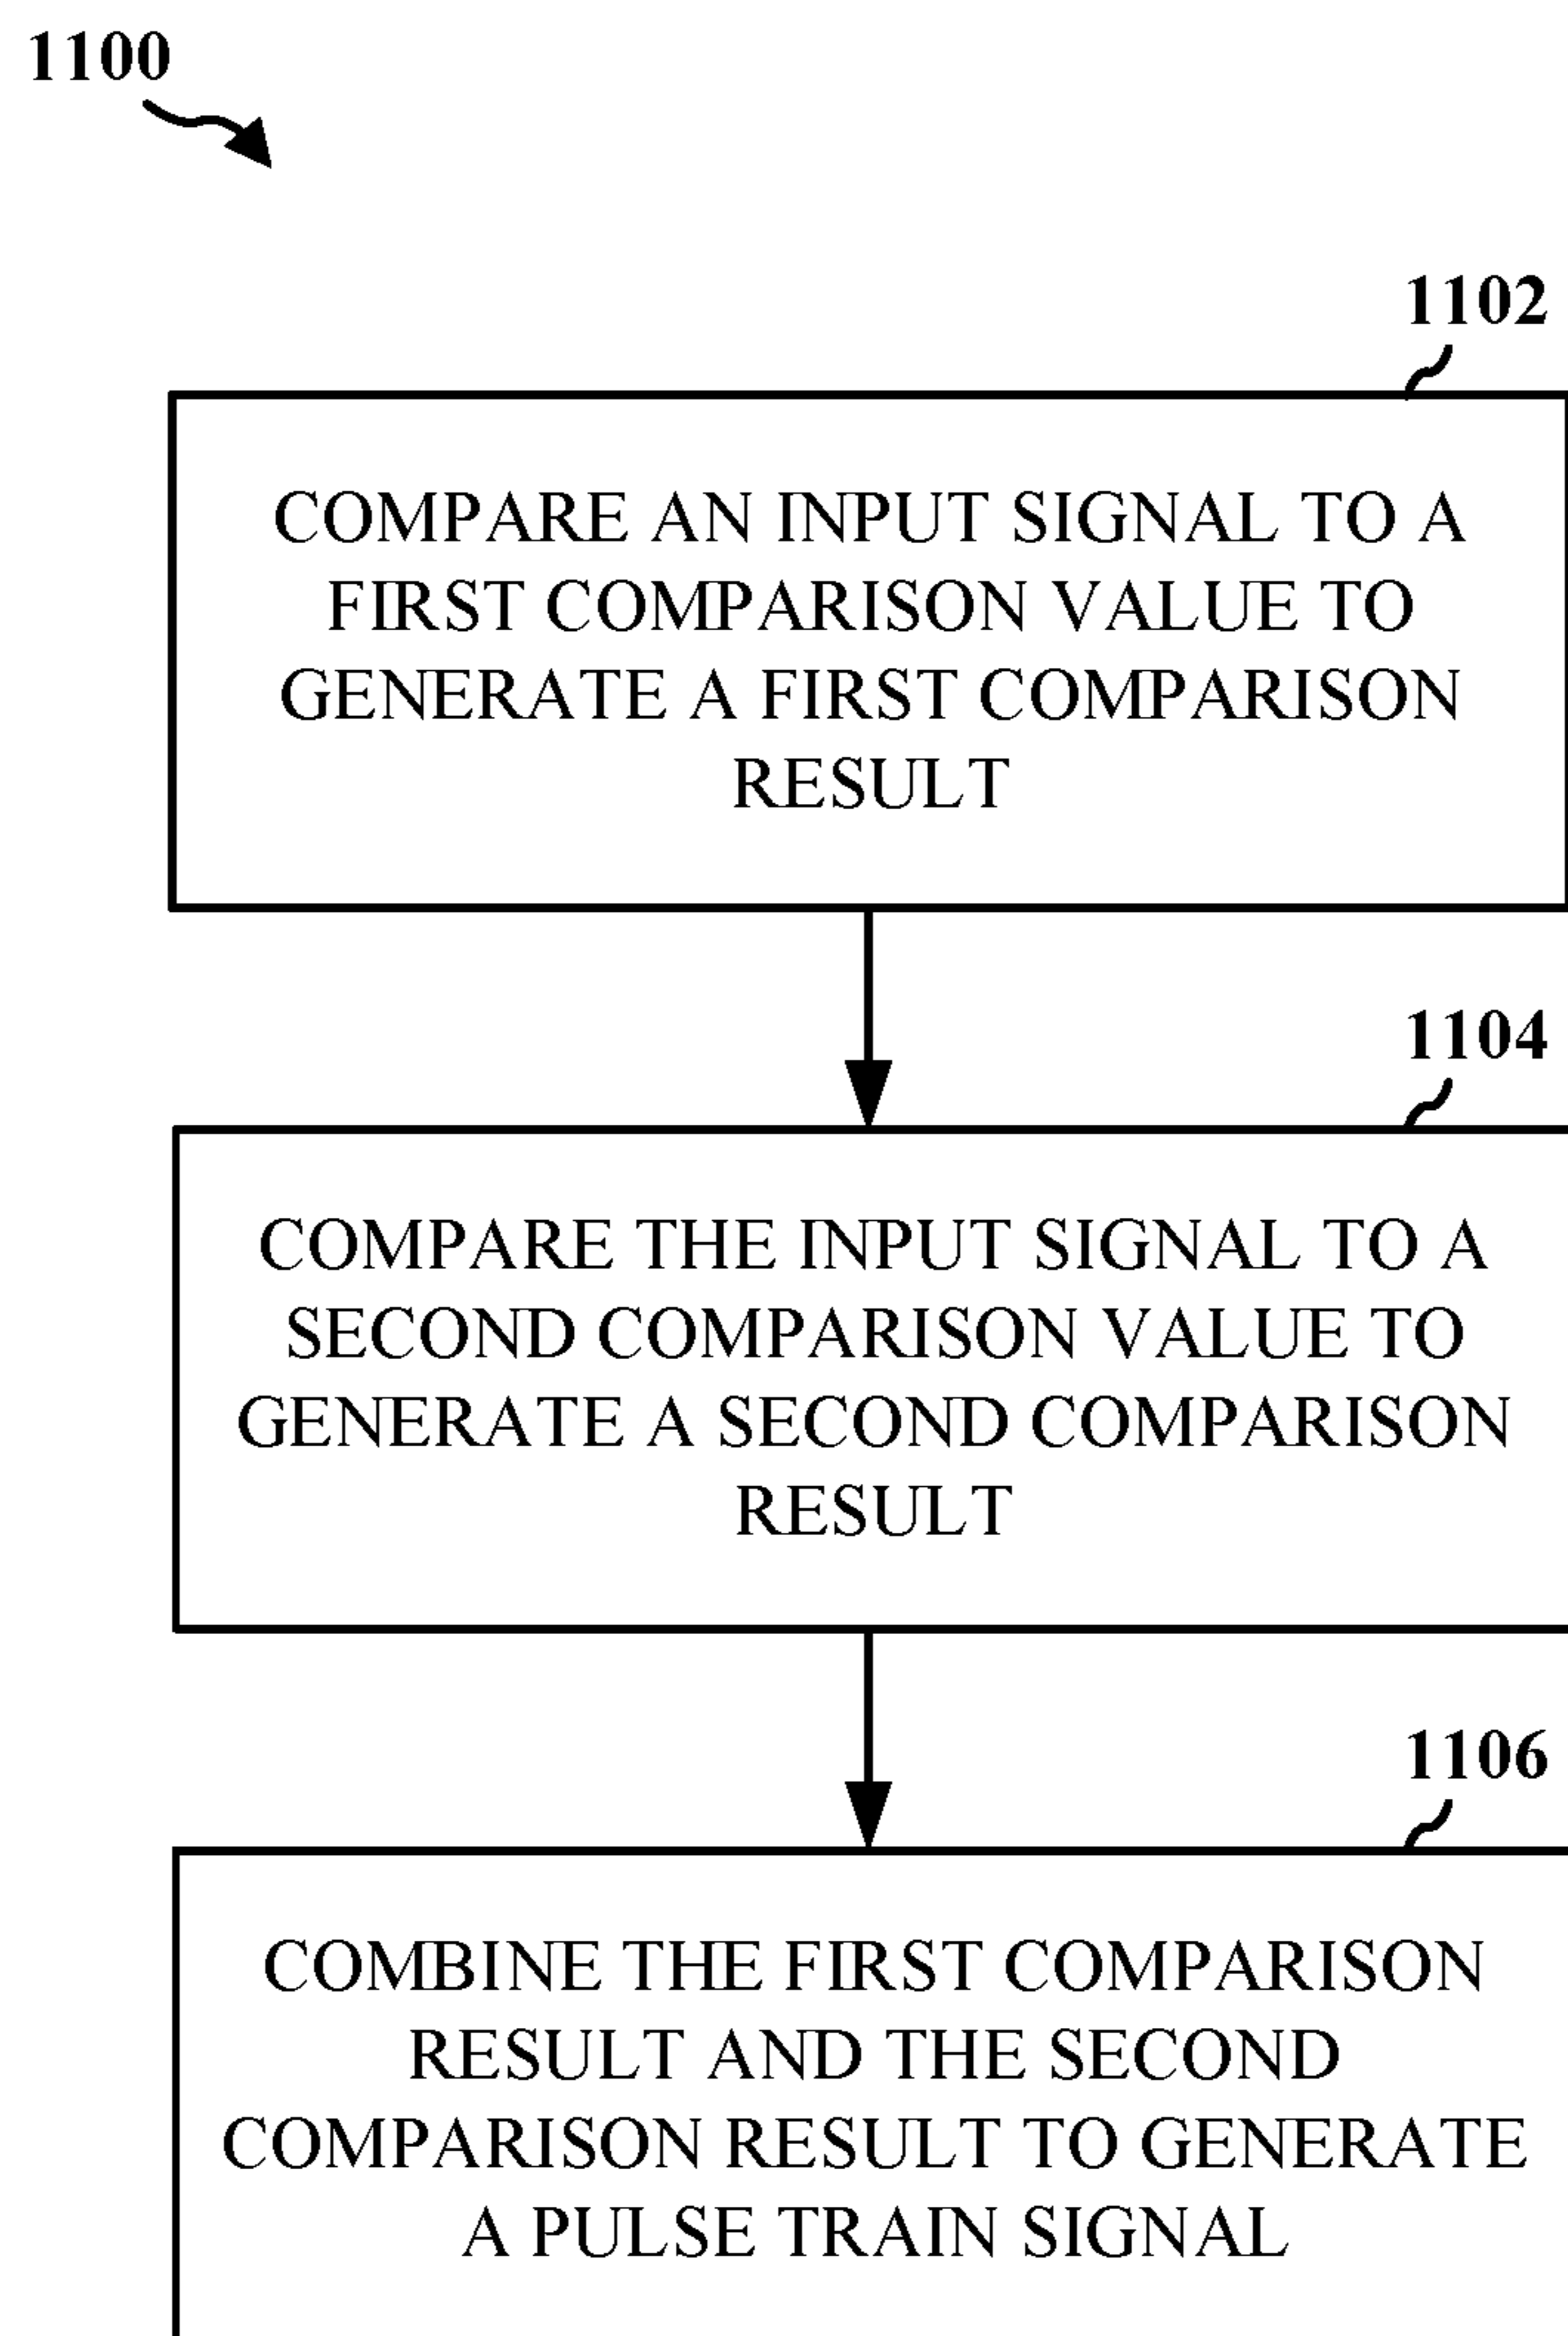 1100
1102
COMPARE AN INPUT SIGNAL TO A
FIRST COMPARISON VALUE TO
GENERATE A FIRST COMPARISON
RESULT
1104
COMPARE THE INPUT SIGNAL TO A
SECOND COMPARISON VALUE TO
GENERATE A SECOND COMPARISON
RESULT
1106
COMBINE THE FIRST COMPARISON
RESULT AND THE SECOND
COMPARISON RESULT TO GENERATE
A PULSE TRAIN SIGNAL